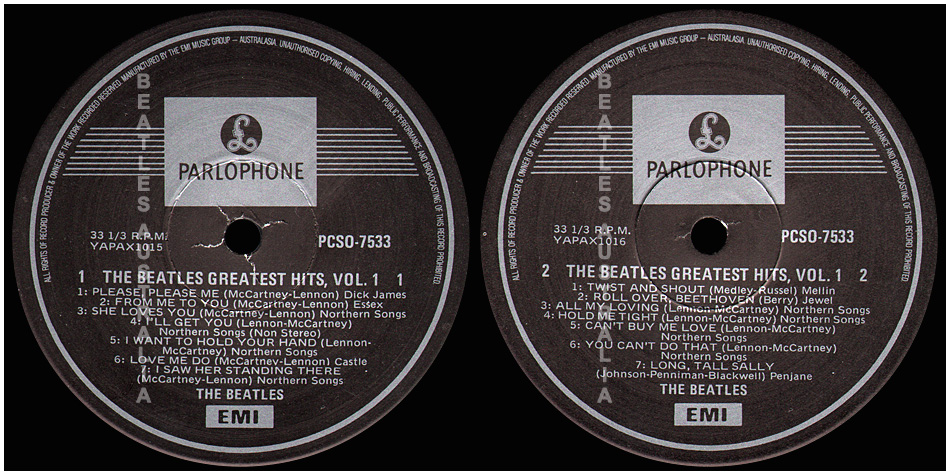 ALL RIGHTS OF RECORD PRODUCER & OWNER OF THE WORK RECORDED RESERVED. MANUFACTURED BY THE EMI MUSIC GROUP — AUSTRALASIA. UNAUTHORISED COPYING, HIRING, LENDING, PUBLIC PERFORMANCE AND BROADCASTING OF THIS RECORD PROHIBITED
BEATLES AUSTRALIA
£
PARLOPHONE
33 1/3 R.P.M.
YAPAX1015
PCSO-7533
1 THE BEATLES GREATEST HITS, VOL. 1 1
1: PLEASE, PLEASE ME (McCartney-Lennon) Dick James
2: FROM ME TO YOU (McCartney-Lennon) Essex
3: SHE LOVES YOU (McCartney-Lennon) Northern Songs
4: I'LL GET YOU (Lennon-McCartney)
Northern Songs (Non Stereo)
5: I WANT TO HOLD YOUR HAND (Lennon-
McCartney) Northern Songs
6: LOVE ME DO (McCartney-Lennon) Castle
7: I SAW HER STANDING THERE
(McCartney-Lennon) Northern Songs
THE BEATLES
EMI
ALL RIGHTS OF RECORD PRODUCER & OWNER OF THE WORK RECORDED RESERVED. MANUFACTURED BY THE EMI MUSIC GROUP — AUSTRALASIA. UNAUTHORISED COPYING, HIRING, LENDING, PUBLIC PERFORMANCE AND BROADCASTING OF THIS RECORD PROHIBITED
BEATLES AUSTRALIA
£
PARLOPHONE
33 1/3 R.P.M.
YAPAX1016
PCSO-7533
2 THE BEATLES GREATEST HITS, VOL. 1 2
1: TWIST AND SHOUT (Medley-Russel) Mellin
2: ROLL OVER, BEETHOVEN (Berry) Jewel
3: ALL MY LOVING (Lennon-McCartney) Northern Songs
4: HOLD ME TIGHT (Lennon-McCartney) Northern Songs
5: CAN'T BUY ME LOVE (Lennon-McCartney)
Northern Songs
6: YOU CAN'T DO THAT (Lennon-McCartney)
Northern Songs
7: LONG, TALL SALLY
(Johnson-Penniman-Blackwell) Penjane
THE BEATLES
EMI